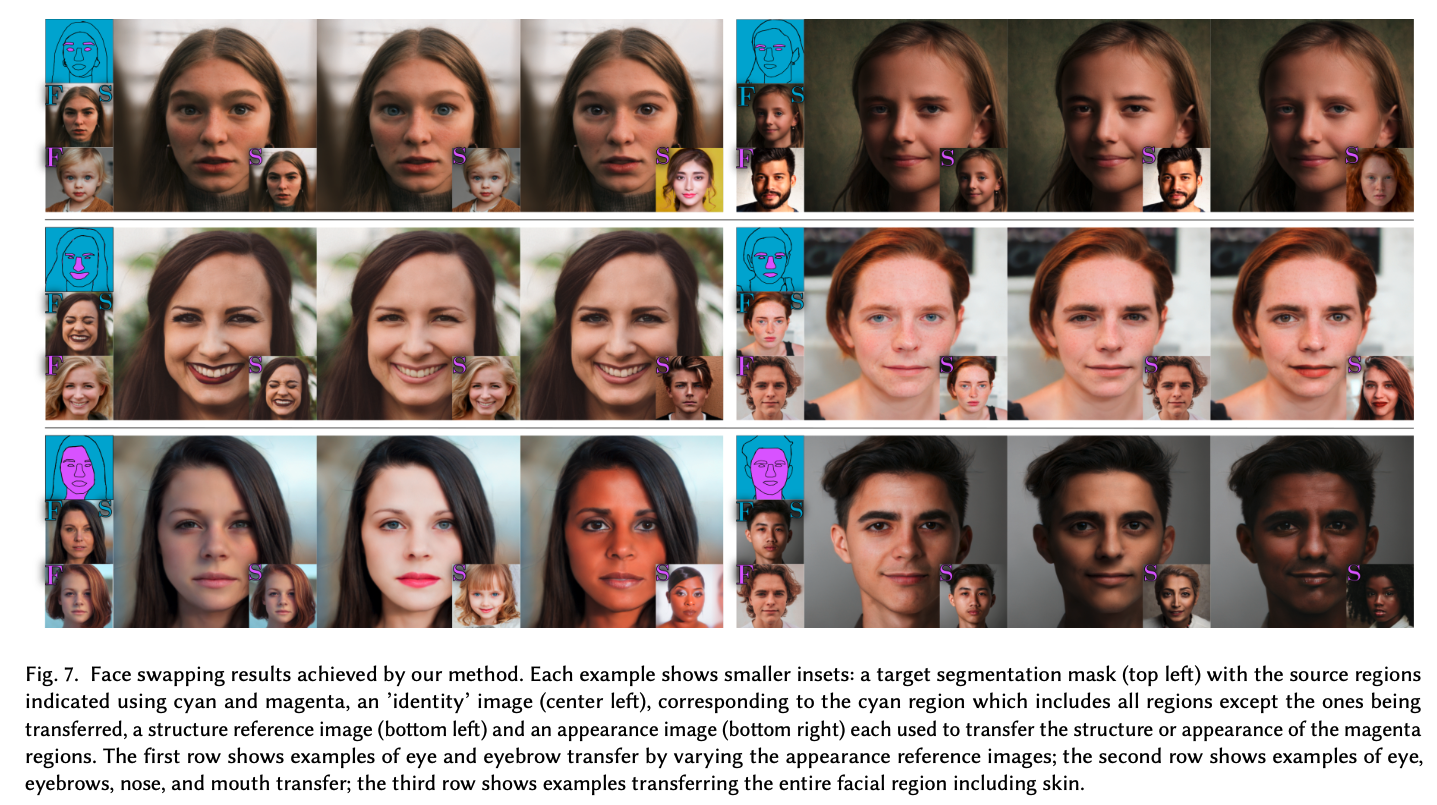 F S
F S
F
S
S
S
F
S
S
S
F S
F S
F
S
S
S
F
S
S
S
F S
F S
F
S
S
S
F
S
S
S
Fig. 7. Face swapping results achieved by our method. Each example shows smaller insets: a target segmentation mask (top left) with the source regions
indicated using cyan and magenta, an ’identity’ image (center left), corresponding to the cyan region which includes all regions except the ones being
transferred, a structure reference image (bottom left) and an appearance image (bottom right) each used to transfer the structure or appearance of the magenta
regions. The first row shows examples of eye and eyebrow transfer by varying the appearance reference images; the second row shows examples of eye,
eyebrows, nose, and mouth transfer; the third row shows examples transferring the entire facial region including skin.